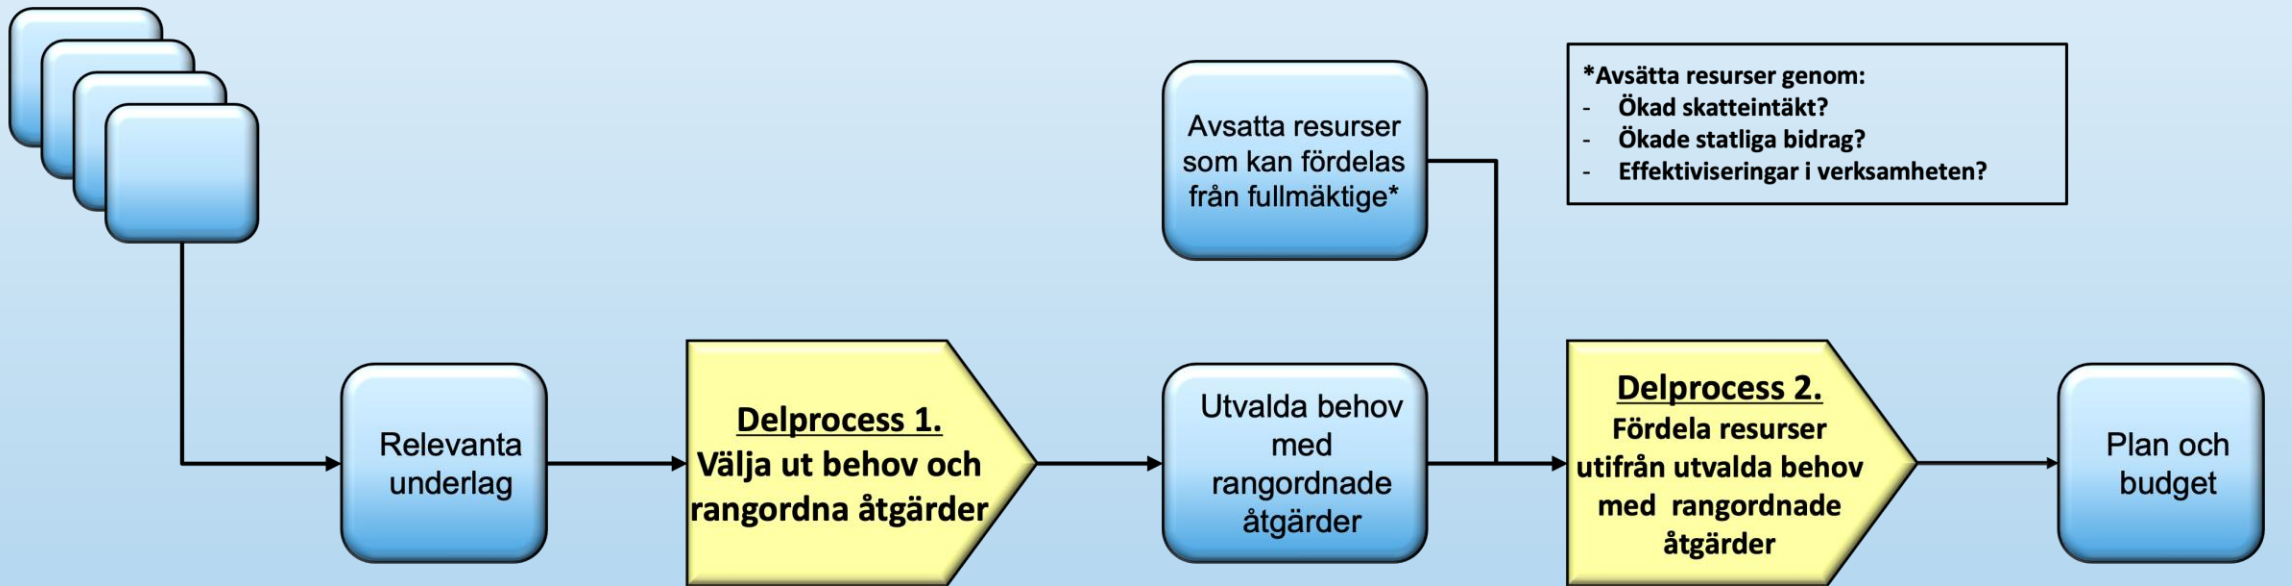 Avsatta resurser
som kan fördelas
från fullmäktige*
*Avsätta resurser genom:
- Ökad skatteintäkt?
- Ökade statliga bidrag?
- Effektiviseringar i verksamheten?
Relevanta
underlag
Delprocess 1.
Välja ut behov och
rangordna åtgärder
Utvalda behov
med
rangordnade
åtgärder
Delprocess 2.
Fördela resurser
utifrån utvalda behov
med rangordnade
åtgärder
Plan och
budget